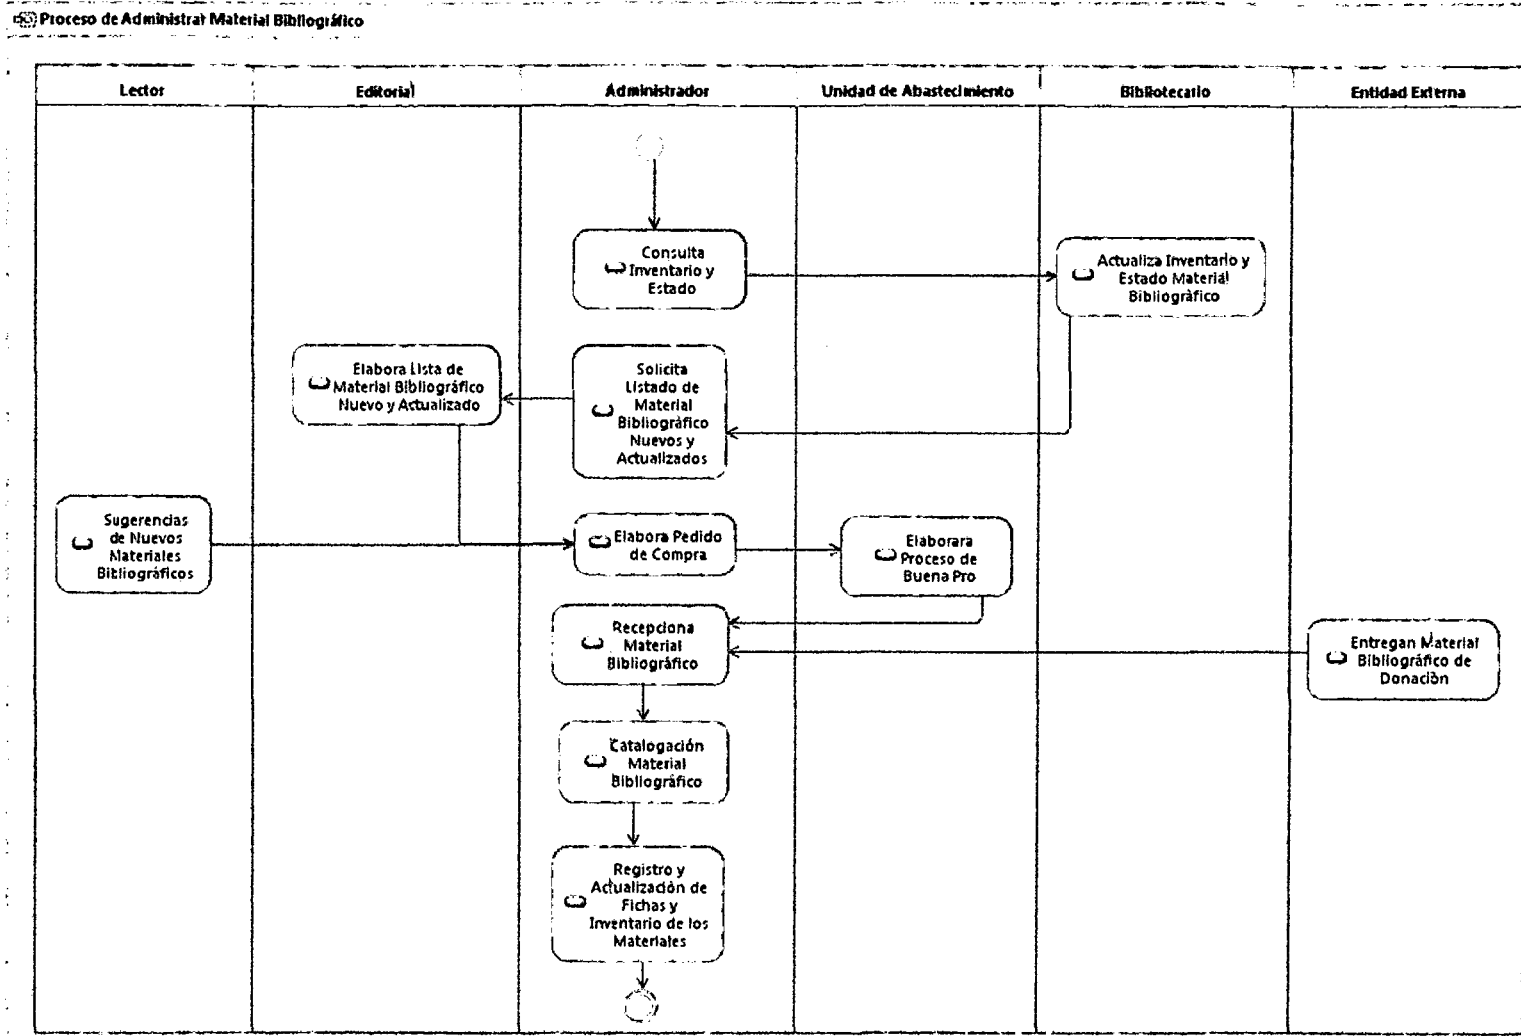 Proceso de Administrar Material Bibliográfico
Lector
Editorial
Administrador
Unidad de Abastecimiento
Bibliotecario
Entidad Externa
Consulta
Inventario y
Estado
Actualiza Inventario y
Estado Material
Bibliográfico
Elabora Lista de
Material Bibliográfico
Nuevo y Actualizado
Solicita
Listado de
Material
Bibliográfico
Nuevos y
Actualizados
Sugerencias
de Nuevos
Materiales
Bibliográficos
Elabora Pedido
de Compra
Elaborara
Proceso de
Buena Pro
Recepciona
Material
Bibliográfico
Entregan Material
Bibliográfico de
Donación
Catalogación
Material
Bibliográfico
Registro y
Actualización de
Fichas y
Inventario de los
Materiales